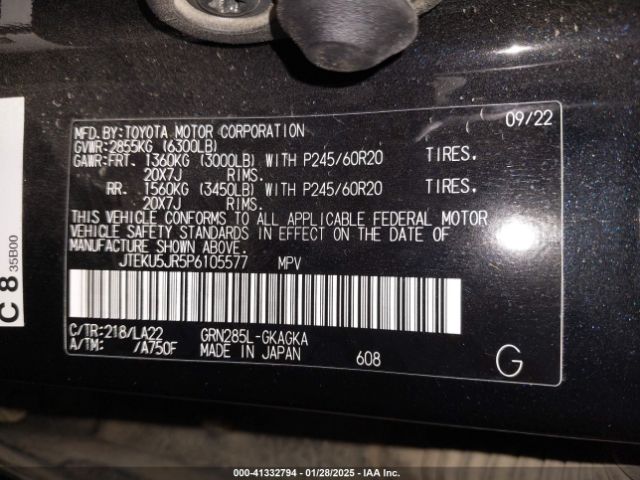 09/22
MFD.BY:TOYOTA MOTOR CORPORATION
GVWR:2855KG (6300LB)
GAWR:FRT. 1360KG (3000LB) WITH P245/60R20 TIRES.
20X7J RIMS.
RR. 1560KG (3450LB) WITH P245/60R20 TIRES.
20X7J RIMS.
THIS VEHICLE CONFORMS TO ALL APPLICABLE FEDERAL MOTOR
VEHICLE SAFETY STANDARDS IN EFFECT ON THE DATE OF
MANUFACTURE SHOWN ABOVE.
JTEKU5JR5P6105577 MPV
C/TR:218/LA22 GRN285L-GKAGKA
A/TM: /A750F MADE IN JAPAN 608
G
C 8 35B00
000-41332794 - 01/28/2025 - IAA Inc.